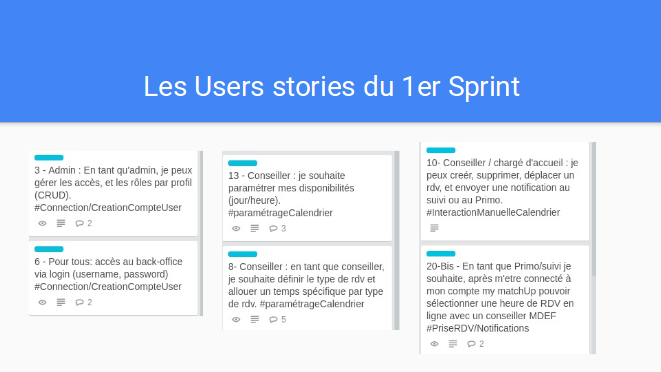 Les Users stories du 1er Sprint
3 - Admin : En tant qu'admin, je peux
gérer les accès, et les rôles par profil
(CRUD).
#Connection/CreationCompteUser
2
6 - Pour tous: accès au back-office
via login (username, password)
#Connection/CreationCompteUser
2
13 - Conseiller : je souhaite
paramétrer mes disponibilités
(jour/heure).
#paramétrageCalendrier
3
8- Conseiller : en tant que conseiller,
je souhaite définir le type de rdv et
allouer un temps spécifique par type
de rdv. #paramétrageCalendrier
5
10- Conseiller / chargé d'accueil : je
peux creér, supprimer, déplacer un
rdv, et envoyer une notification au
suivi ou au Primo.
#InteractionManuelleCalendrier
20-Bis - En tant que Primo/suivi je
souhaite, après m'etre connecté à
mon compte my matchUp pouvoir
sélectionner une heure de RDV en
ligne avec un conseiller MDEF
#PriseRDV/Notifications
2